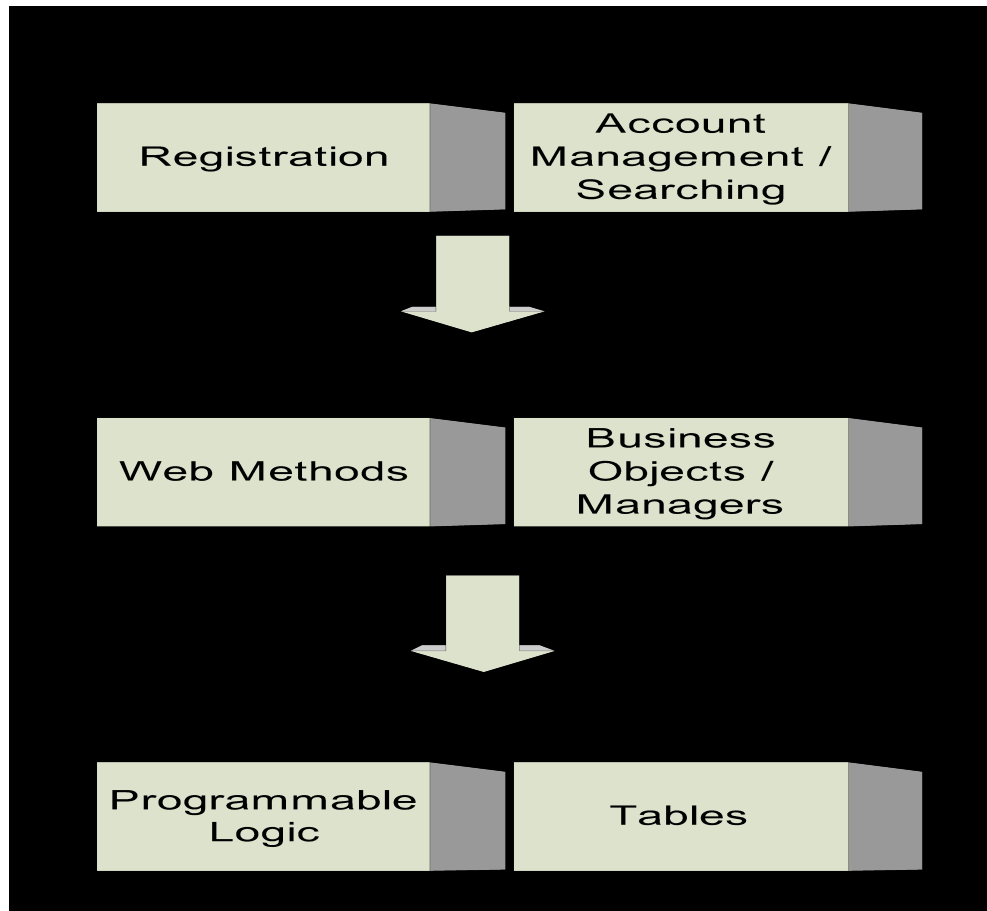 Registration
Account
Management /
Searching
Web Methods
Business
Objects /
Managers
Programmable
Logic
Tables